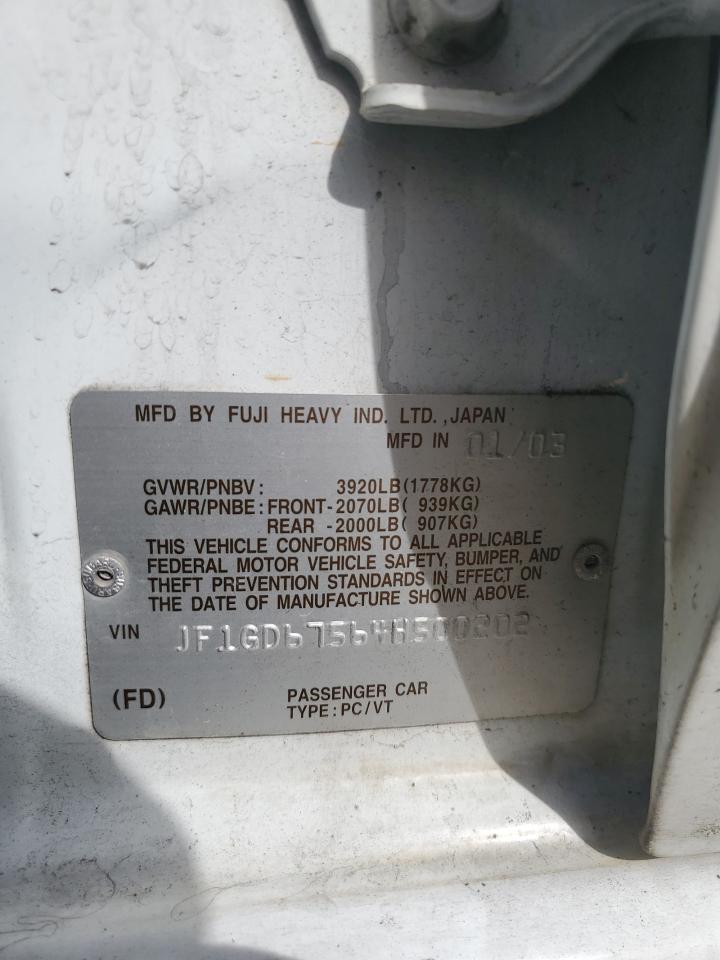 MFD BY FUJI HEAVY IND. LTD., JAPAN
MFD IN 01/03
GVWR/PNBV: 3920LB(1778KG)
GAWR/PNBE: FRONT-2070LB( 939KG)
REAR -2000LB( 907KG)
THIS VEHICLE CONFORMS TO ALL APPLICABLE
FEDERAL MOTOR VEHICLE SAFETY, BUMPER, AND
THEFT PREVENTION STANDARDS IN EFFECT ON
THE DATE OF MANUFACTURE SHOWN ABOVE.
VIN JF1GD67564H500202
(FD) PASSENGER CAR
TYPE:PC/VT